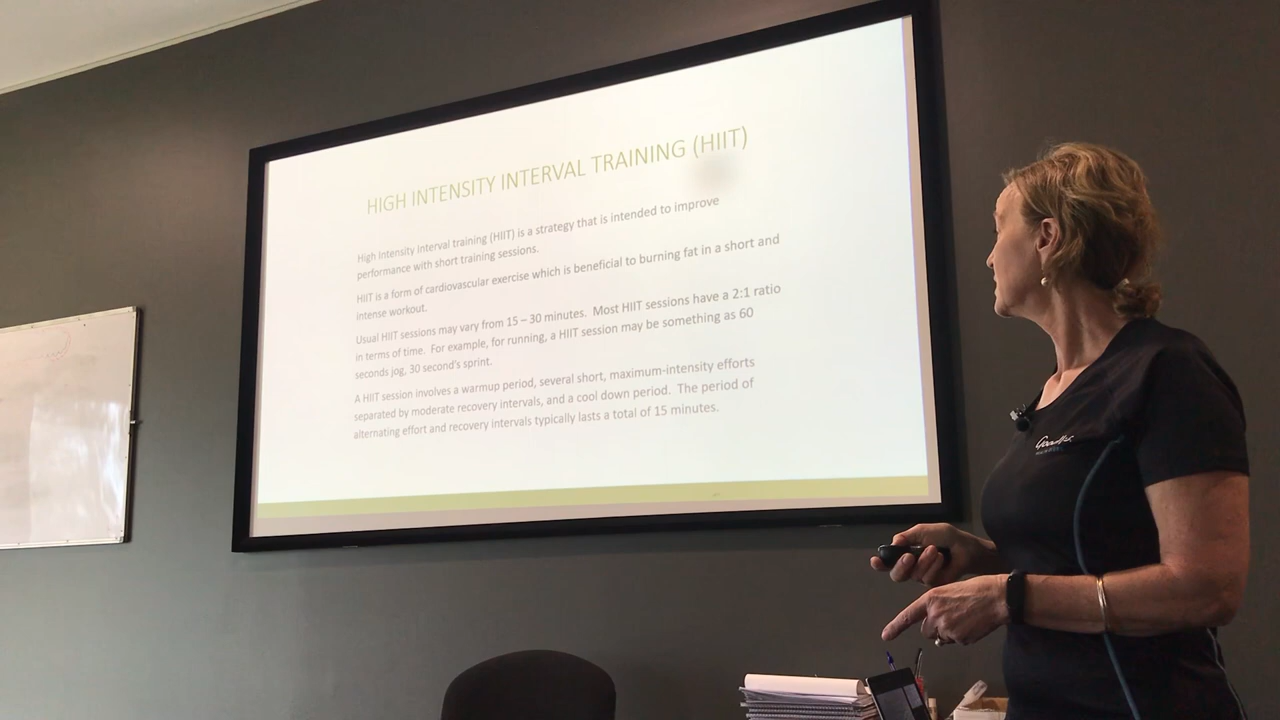 HIGH INTENSITY INTERVAL TRAINING (HIIT)
High Intensity Interval training (HIIT) is a strategy that is intended to improve
performance with short training sessions.
HIIT is a form of cardiovascular exercise which is beneficial to burning fat in a short and
intense workout.
Usual HIIT sessions may vary from 15 – 30 minutes. Most HIIT sessions have a 2:1 ratio
in terms of time. For example, for running, a HIIT session may be something as 60
seconds jog, 30 second's sprint.
A HIIT session involves a warmup period, several short, maximum-intensity efforts
separated by moderate recovery intervals, and a cool down period. The period of
alternating effort and recovery intervals typically lasts a total of 15 minutes.